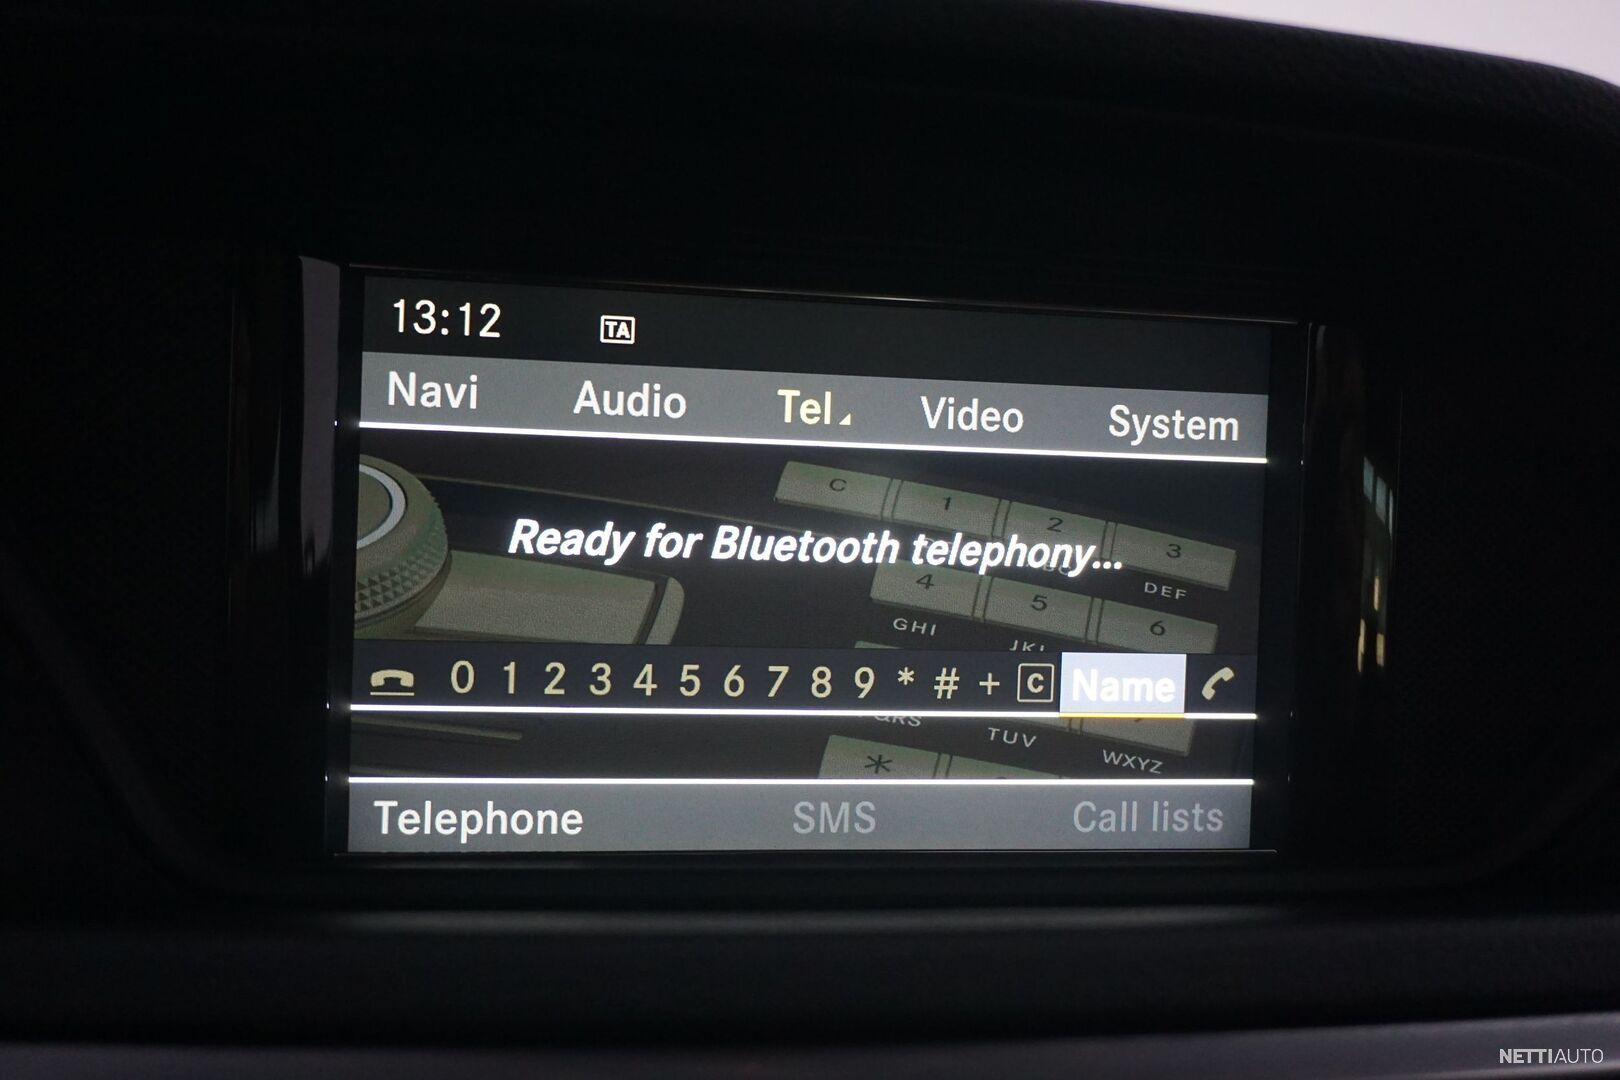 13:12 TA
Navi Audio Tel Video System
C 1 2 3
Ready for Bluetooth telephony...
4 5 6 DEF
GHI JKL
0 1 2 3 4 5 6 7 8 9 * # + C Name
PQRS TUV WXYZ
*
Telephone SMS Call lists
NETTIAUTO